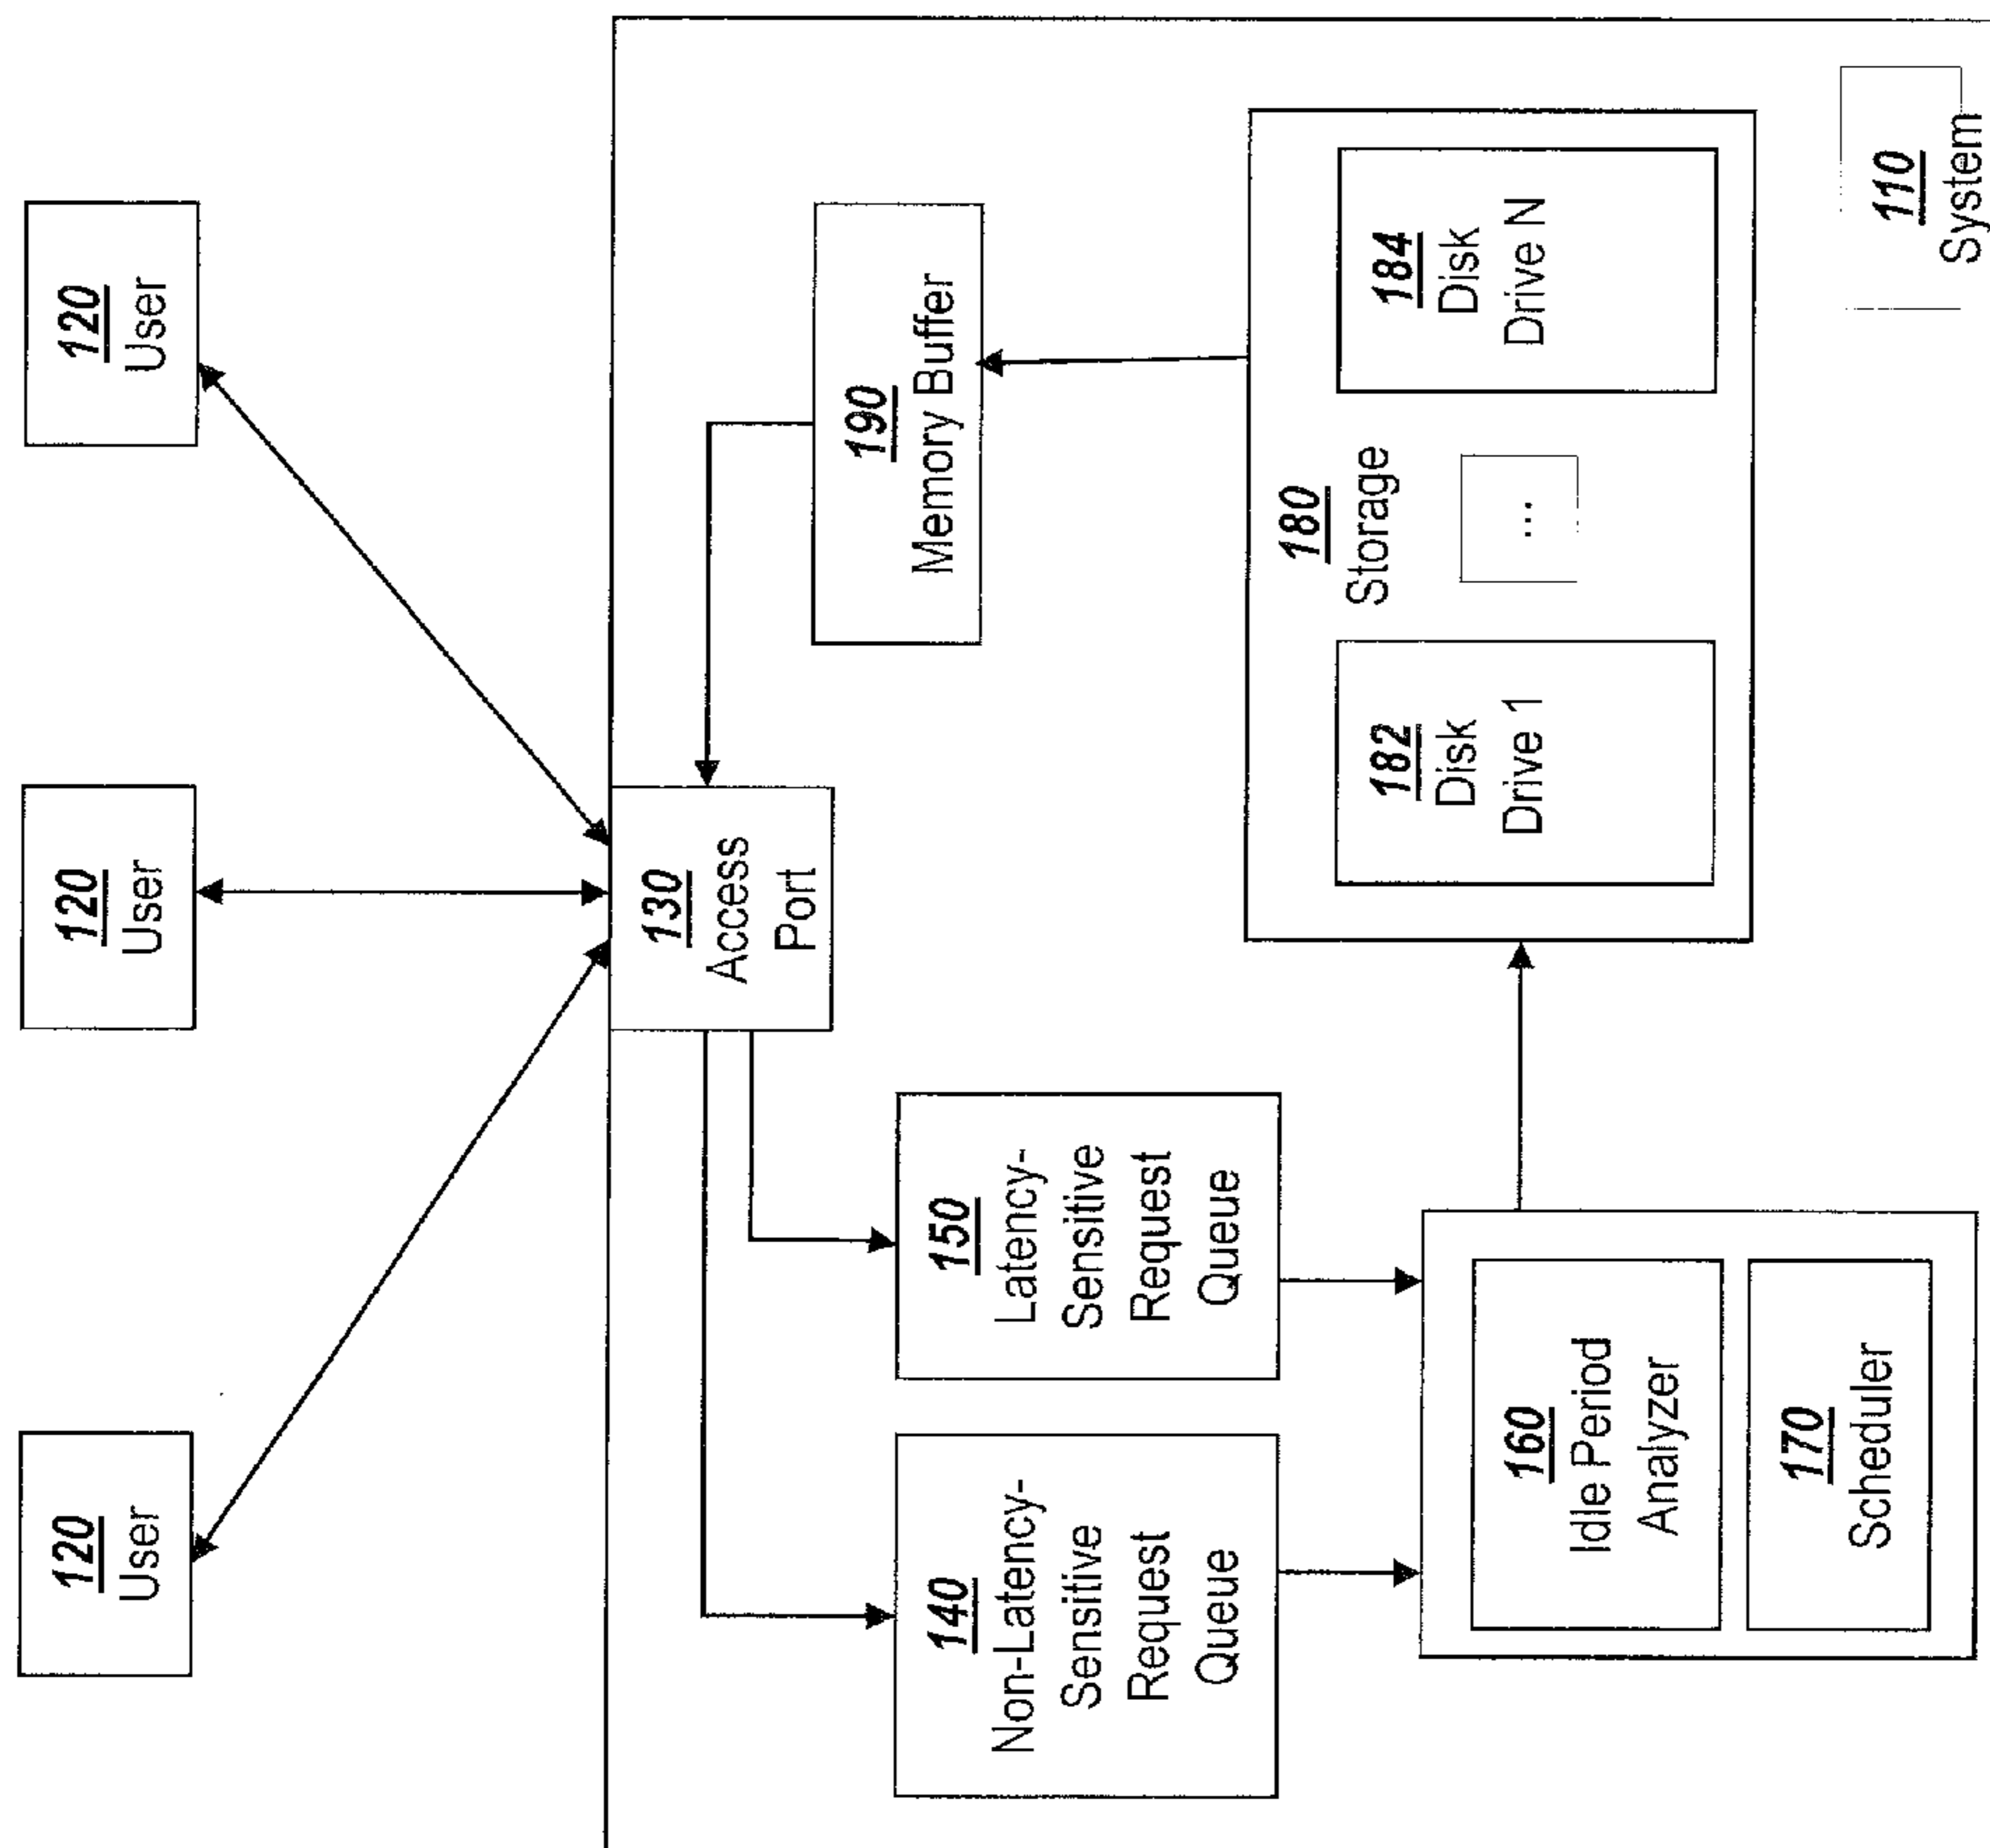 120
User
120
User
120
User
130
Access
Port
140
Non-Latency-
Sensitive
Request
Queue
150
Latency-
Sensitive
Request
Queue
190
Memory Buffer
160
Idle Period
Analyzer
170
Scheduler
180
Storage
182
Disk
Drive 1
...
184
Disk
Drive N
110
System